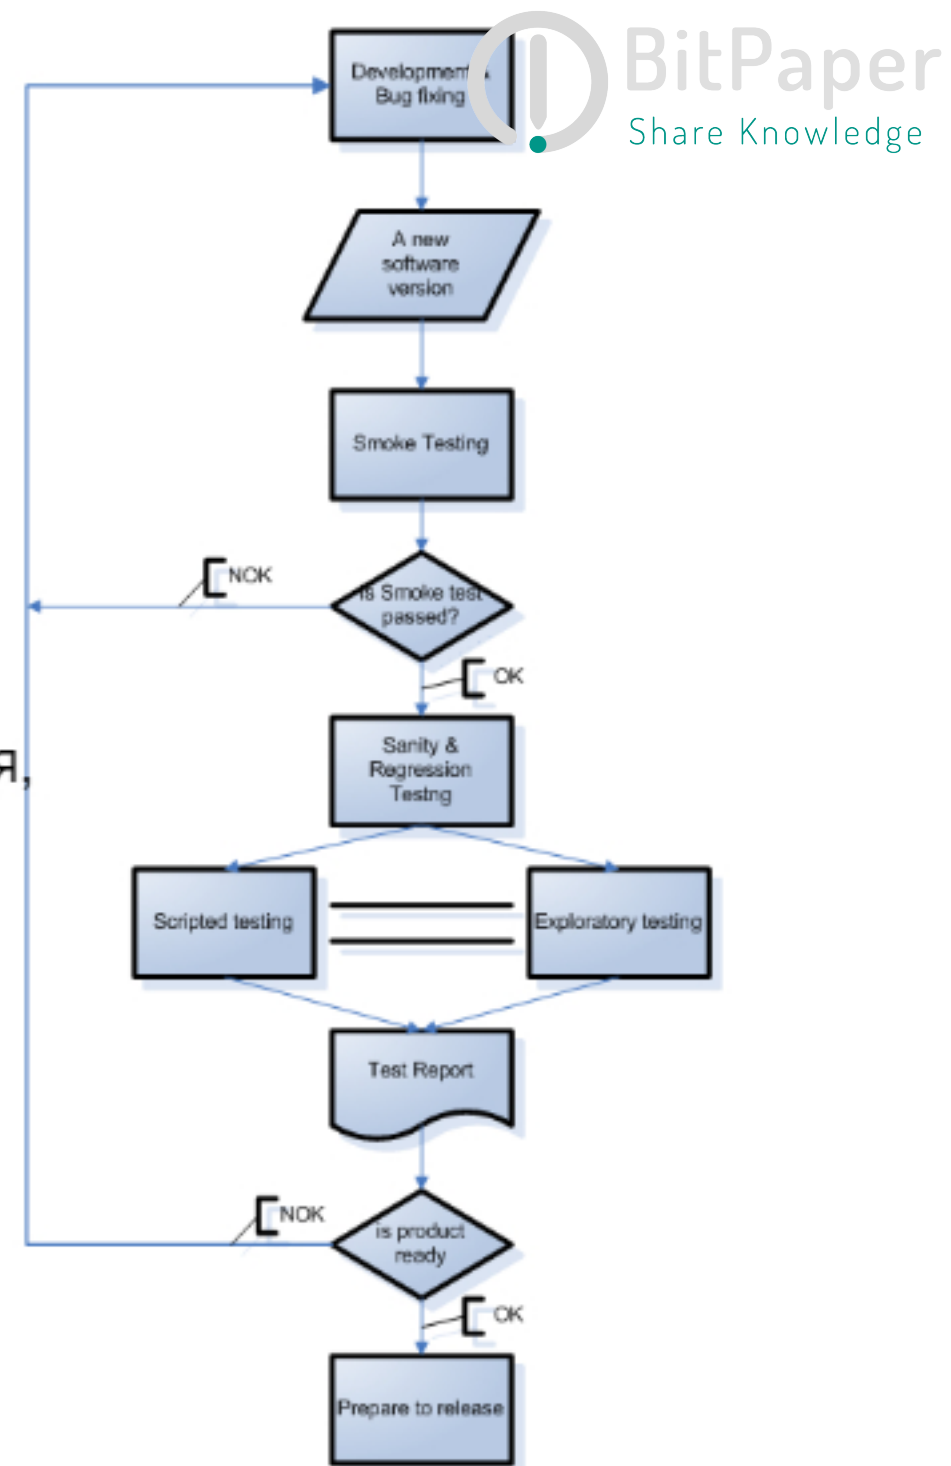 BitPaper
Share Knowledge
Development &
Bug fixing
A new
software
version
Smoke Testing
NOK
is Smoke test
passed?
OK
Sanity &
Regression
Testng
я,
Scripted testing
Exploratory testing
Test Report
NOK
is product
ready
OK
Prepare to release